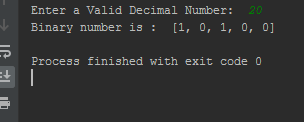 Enter a Valid Decimal Number:  20
Binary number is :  [1, 0, 1, 0, 0]
Process finished with exit code 0